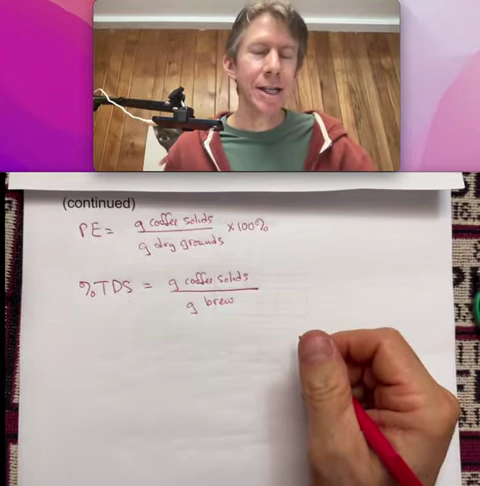 (continued)
PE = g coffee solids / g dry grounds × 100%
%TDS = g coffee solids / g brew